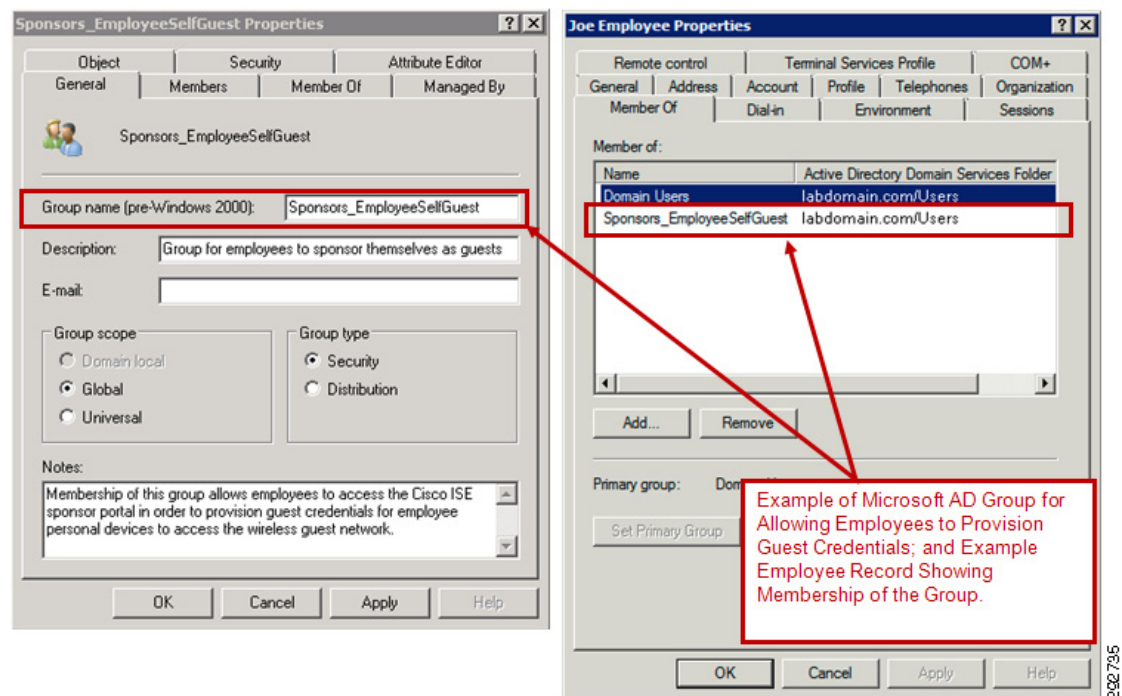 Sponsors_EmployeeSelfGuest Properties
Object Security Attribute Editor
General Members Member Of Managed By
Sponsors_EmployeeSelfGuest
Group name (pre-Windows 2000): Sponsors_EmployeeSelfGuest
Description: Group for employees to sponsor themselves as guests
E-mail:
Group scope
Domain local
Global
Universal
Group type
Security
Distribution
Notes:
Membership of this group allows employees to access the Cisco ISE
sponsor portal in order to provision guest credentials for employee
personal devices to access the wireless guest network.
OK Cancel Apply Help
Joe Employee Properties
Remote control Terminal Services Profile COM+
General Address Account Profile Telephones Organization
Member Of Dial-in Environment Sessions
Member of:
Name Active Directory Domain Services Folder
Domain Users labdomain.com/Users
Sponsors_EmployeeSelfGuest labdomain.com/Users
Add... Remove
Primary group:
Set Primary Group
Example of Microsoft AD Group for
Allowing Employees to Provision
Guest Credentials; and Example
Employee Record Showing
Membership of the Group.
OK Cancel Apply Help
292735